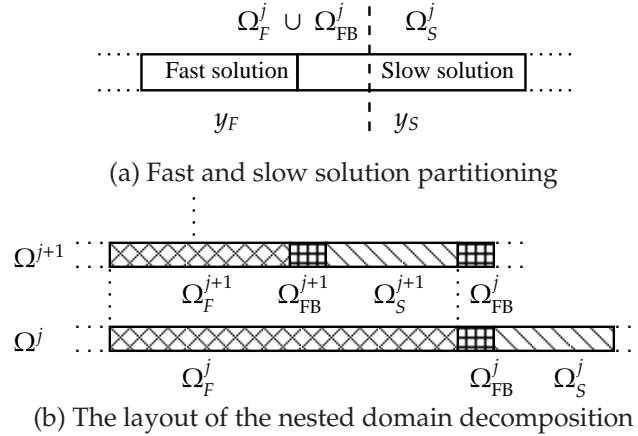 Ω_F^j ∪ Ω_FB^j Ω_S^j
Fast solution Slow solution
y_F y_S
(a) Fast and slow solution partitioning
Ω^{j+1}
Ω_F^{j+1} Ω_FB^{j+1} Ω_S^{j+1} Ω_FB^j
Ω^j
Ω_F^j Ω_FB^j Ω_S^j
(b) The layout of the nested domain decomposition